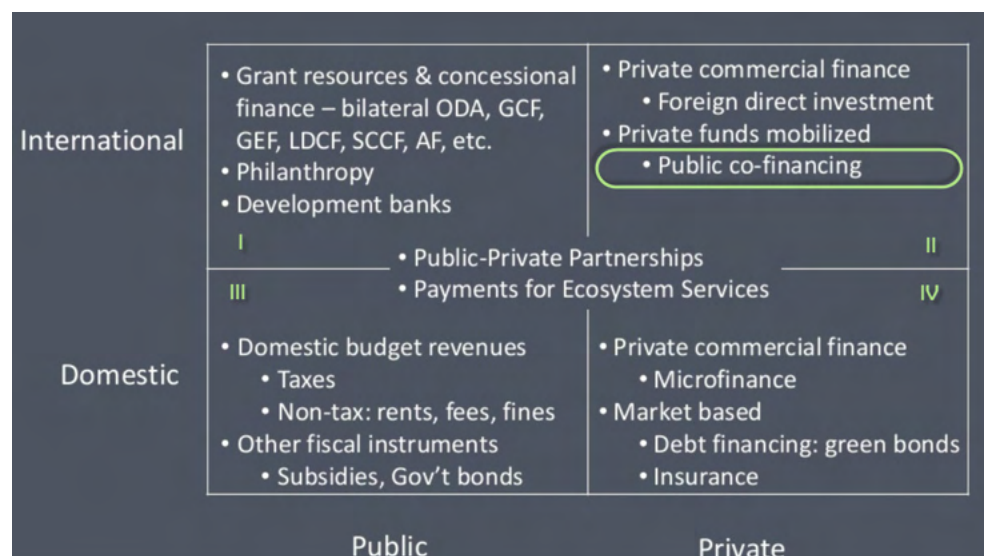 International
• Grant resources & concessional
finance – bilateral ODA, GCF,
GEF, LDCF, SCCF, AF, etc.
• Philanthropy
• Development banks
I
• Private commercial finance
• Foreign direct investment
• Private funds mobilized
• Public co-financing
II
• Public-Private Partnerships
• Payments for Ecosystem Services
III
IV
Domestic
• Domestic budget revenues
• Taxes
• Non-tax: rents, fees, fines
• Other fiscal instruments
• Subsidies, Gov’t bonds
• Private commercial finance
• Microfinance
• Market based
• Debt financing: green bonds
• Insurance
Public
Private